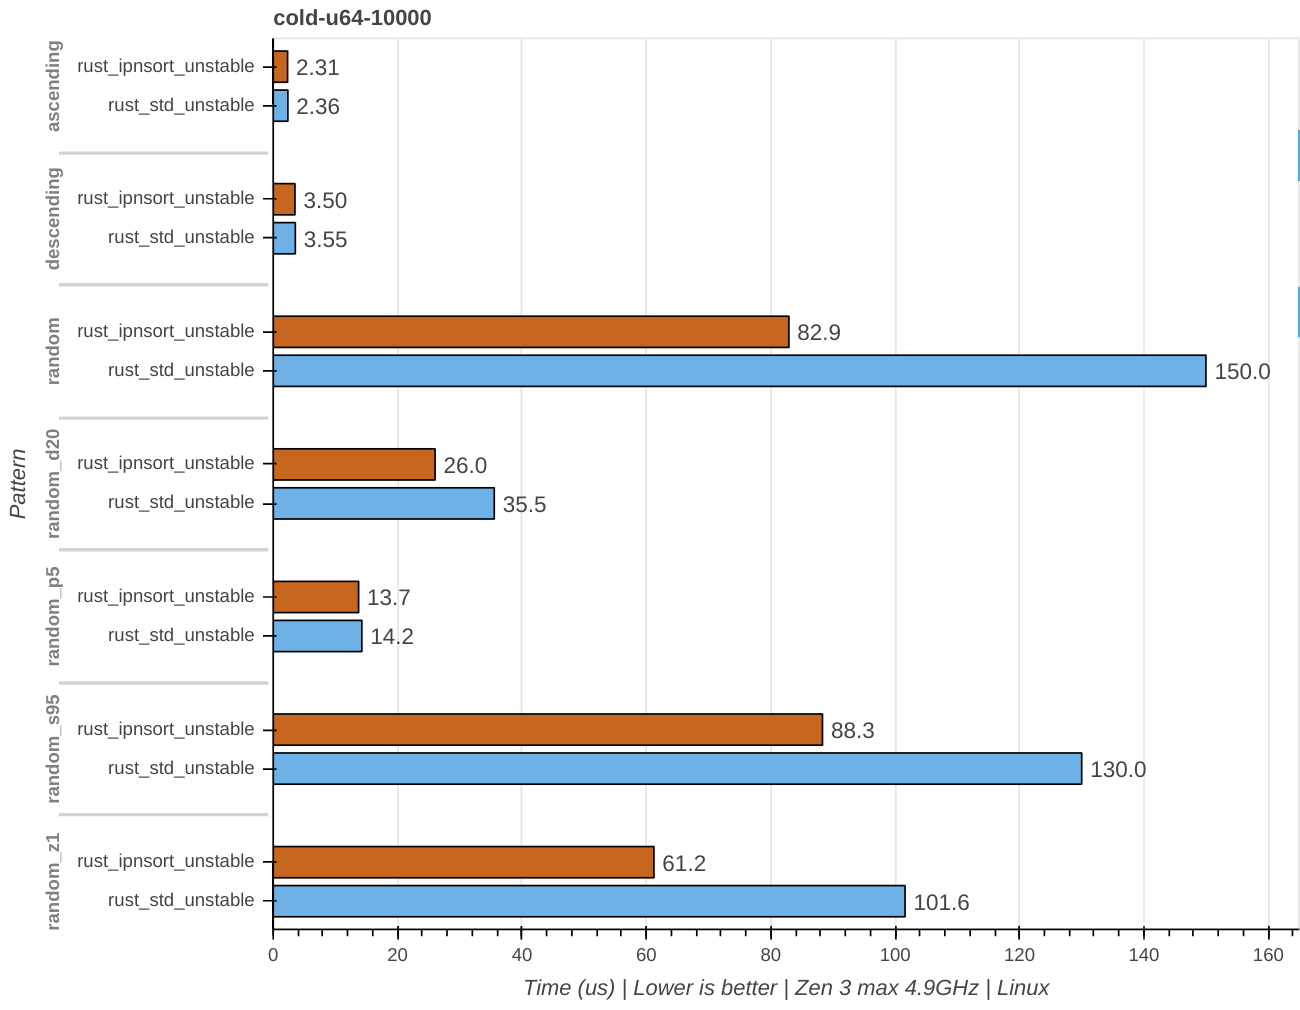 cold-u64-10000
ascending
rust_ipnsort_unstable
2.31
rust_std_unstable
2.36
descending
rust_ipnsort_unstable
3.50
rust_std_unstable
3.55
random
rust_ipnsort_unstable
82.9
rust_std_unstable
150.0
Pattern
random_d20
rust_ipnsort_unstable
26.0
rust_std_unstable
35.5
random_p5
rust_ipnsort_unstable
13.7
rust_std_unstable
14.2
random_s95
rust_ipnsort_unstable
88.3
rust_std_unstable
130.0
random_z1
rust_ipnsort_unstable
61.2
rust_std_unstable
101.6
0 20 40 60 80 100 120 140 160
Time (us) | Lower is better | Zen 3 max 4.9GHz | Linux